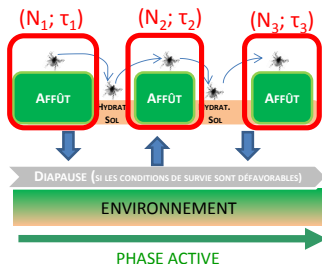 (N1; τ1) (N2; τ2) (N3; τ3)
AFFÛT AFFÛT AFFÛT
HYDRAT. SOL YDRAT. SOL
DIAPAUSE (SI LES CONDITIONS DE SURVIE SONT DÉFAVORABLES)
ENVIRONNEMENT
PHASE ACTIVE